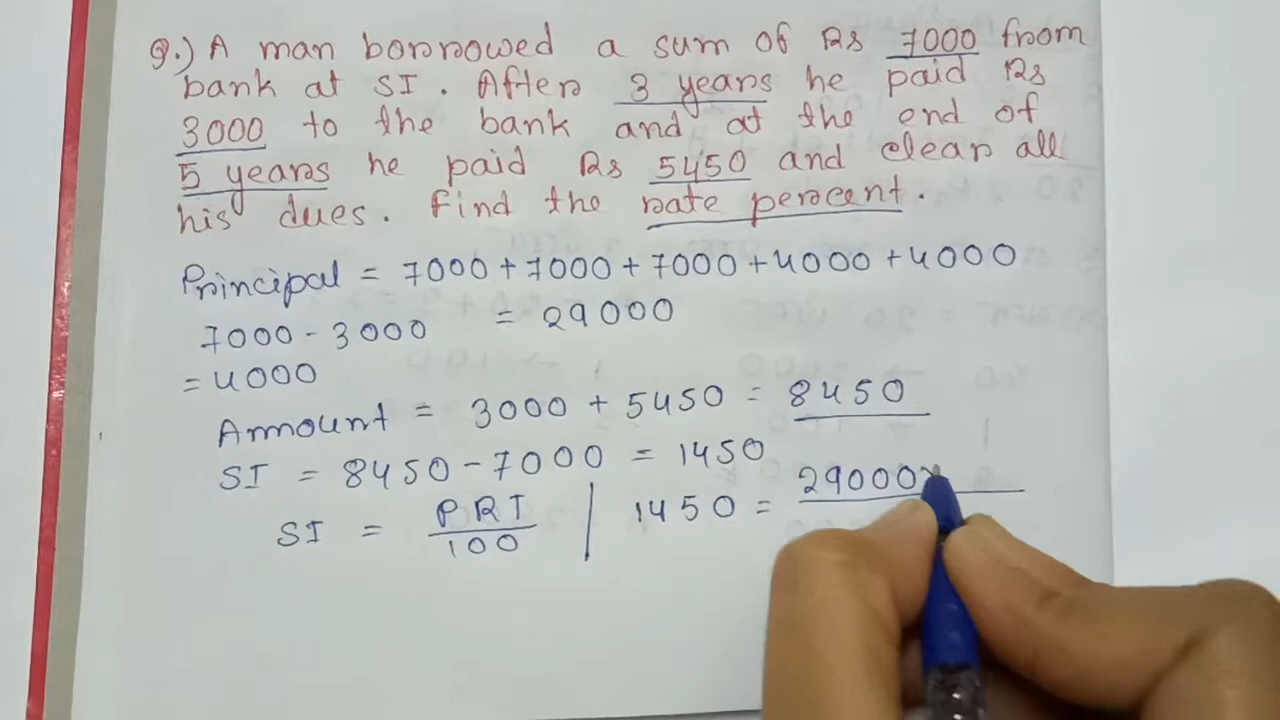 Q.) A man borrowed a sum of Rs 7000 from
bank at SI. After 3 years he paid Rs
3000 to the bank and at the end of
5 years he paid Rs 5450 and clear all
his dues. Find the rate percent.
Principal = 7000 + 7000 + 7000 + 4000 + 4000
7000 - 3000 = 29000
= 4000
Amount = 3000 + 5450 = 8450
SI = 8450 - 7000 = 1450
SI = PRT/100 | 1450 = 29000×